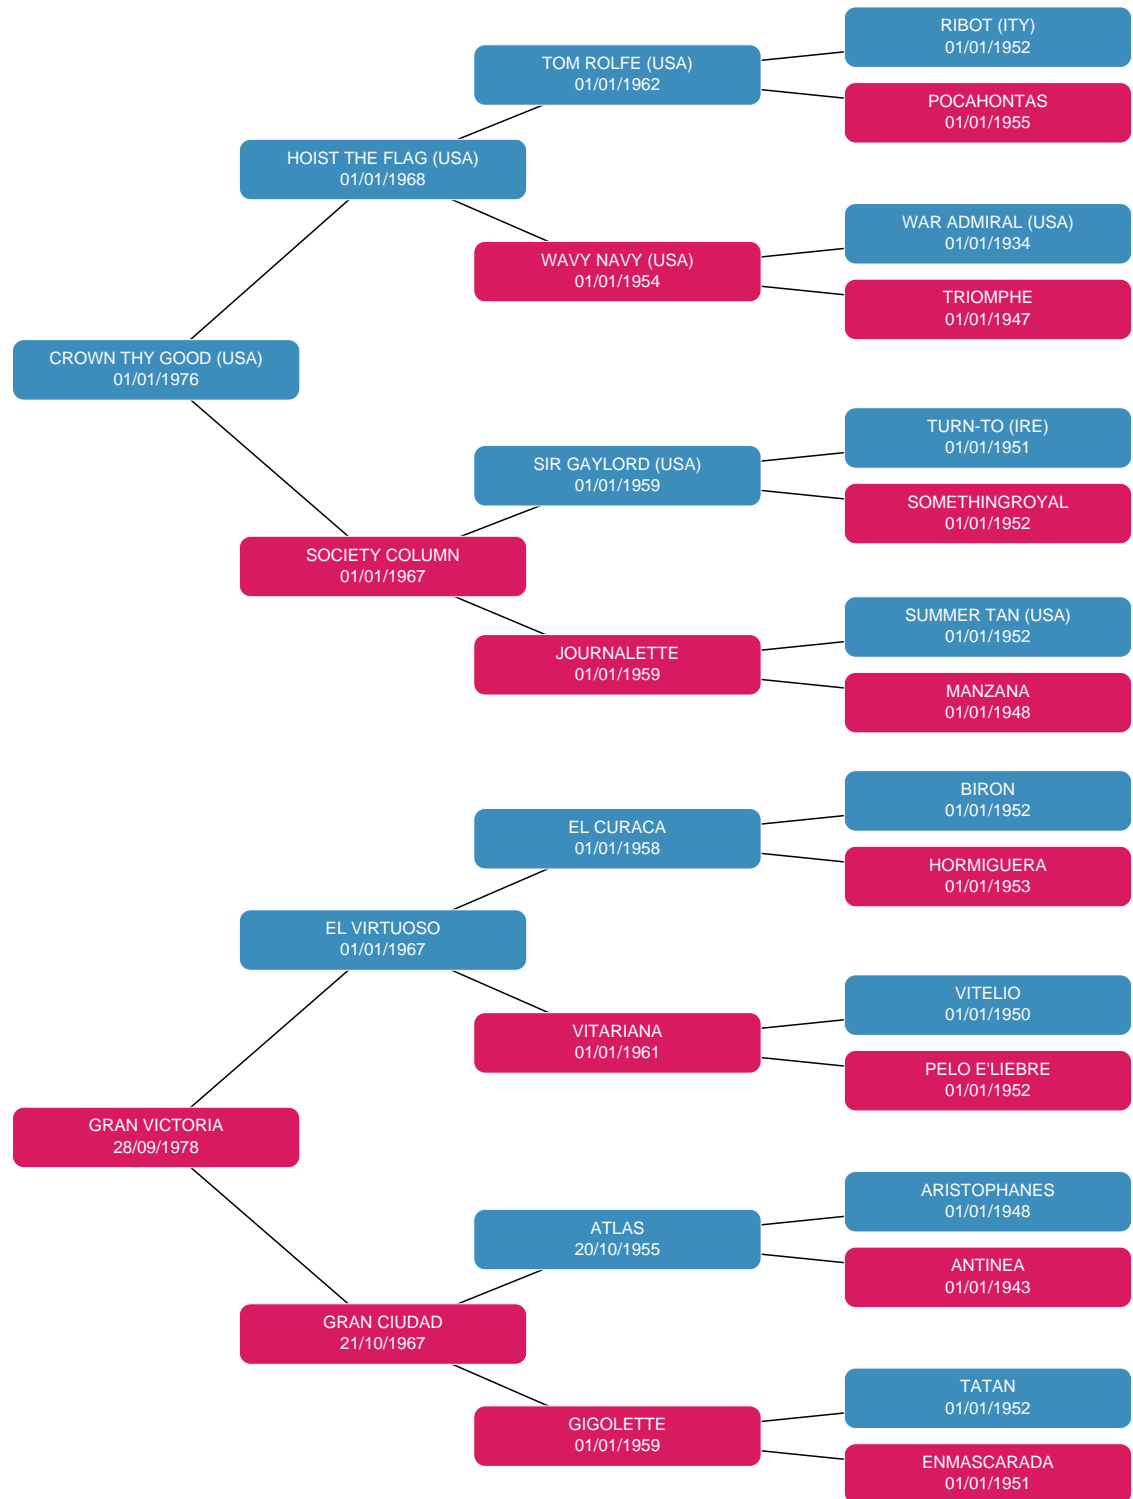 RIBOT (ITY)
01/01/1952
TOM ROLFE (USA)
01/01/1962
POCAHONTAS
01/01/1955
HOIST THE FLAG (USA)
01/01/1968
WAR ADMIRAL (USA)
01/01/1934
WAVY NAVY (USA)
01/01/1954
TRIOMPHE
01/01/1947
CROWN THY GOOD (USA)
01/01/1976
TURN-TO (IRE)
01/01/1951
SIR GAYLORD (USA)
01/01/1959
SOMETHINGROYAL
01/01/1952
SOCIETY COLUMN
01/01/1967
SUMMER TAN (USA)
01/01/1952
JOURNALETTE
01/01/1959
MANZANA
01/01/1948
BIRON
01/01/1952
EL CURACA
01/01/1958
HORMIGUERA
01/01/1953
EL VIRTUOSO
01/01/1967
VITELIO
01/01/1950
VITARIANA
01/01/1961
PELO E'LIEBRE
01/01/1952
GRAN VICTORIA
28/09/1978
ARISTOPHANES
01/01/1948
ATLAS
20/10/1955
ANTINEA
01/01/1943
GRAN CIUDAD
21/10/1967
TATAN
01/01/1952
GIGOLETTE
01/01/1959
ENMASCARADA
01/01/1951